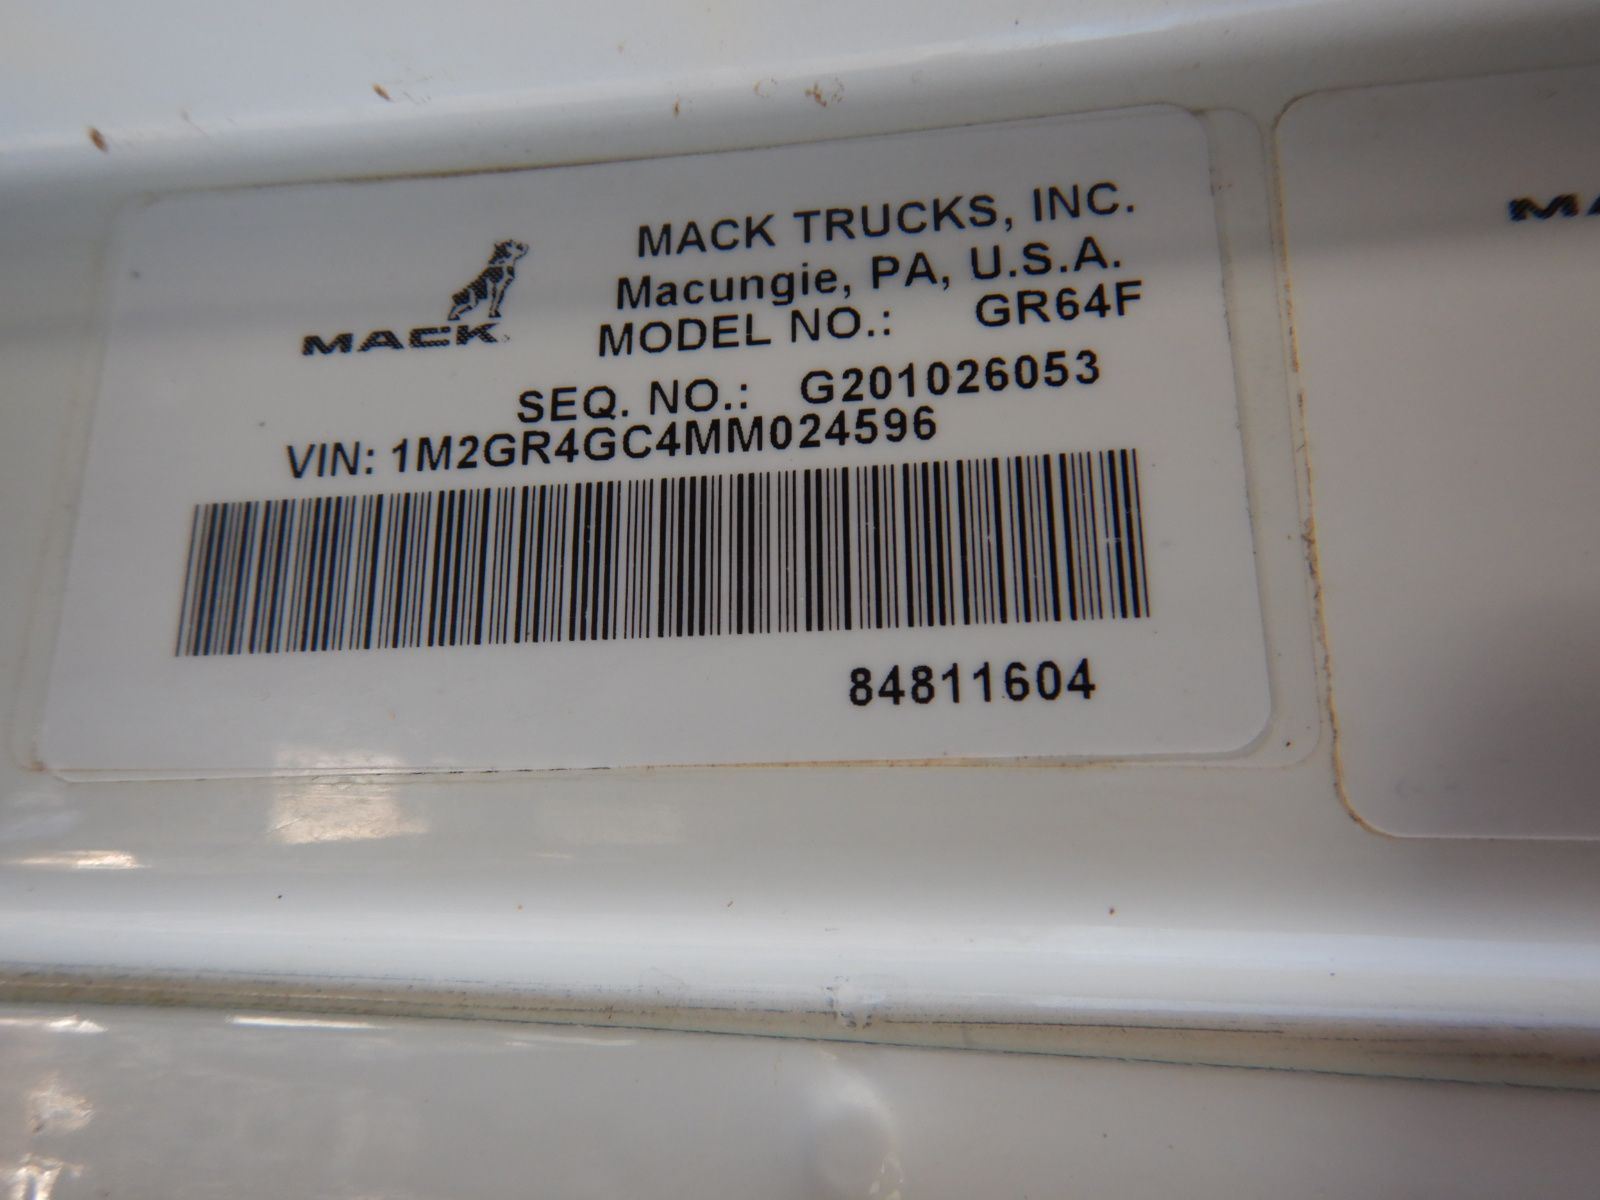 MACK TRUCKS, INC.
Macungie, PA, U.S.A.
MACK
MODEL NO.: GR64F
SEQ. NO.: G201026053
VIN: 1M2GR4GC4MM024596
84811604